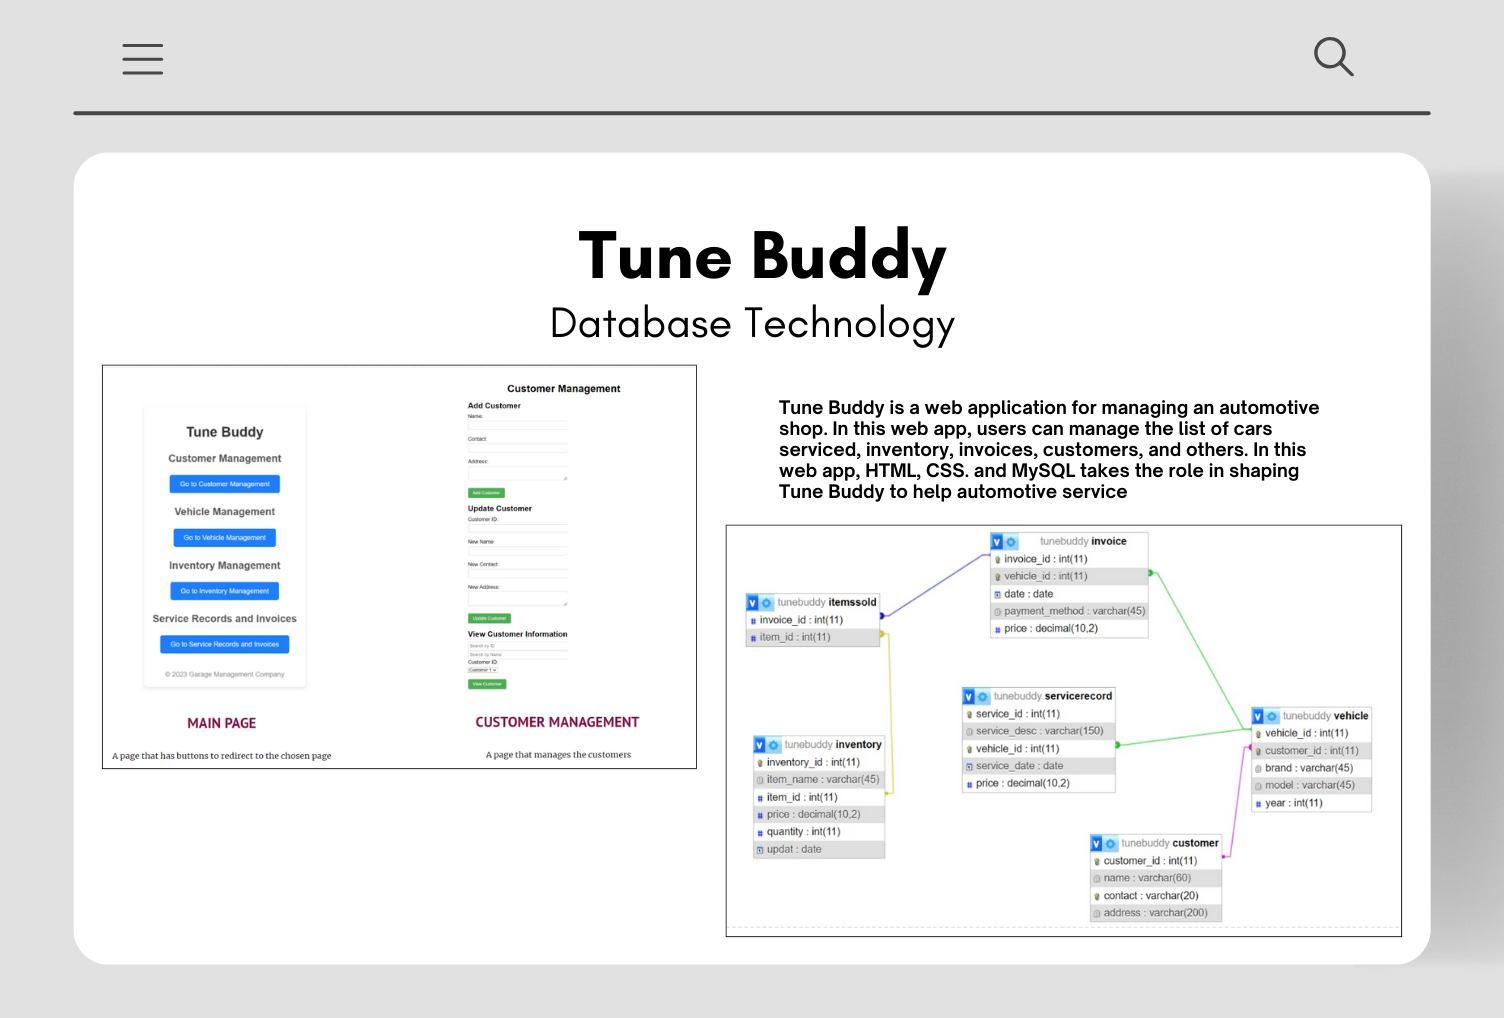 Tune Buddy
Database Technology
Tune Buddy
Customer Management
Go to Customer Management
Vehicle Management
Go to Vehicle Management
Inventory Management
Go to Inventory Management
Service Records and Invoices
Go to Service Records and Invoices
© 2023 Garage Management Company
MAIN PAGE
A page that has buttons to redirect to the chosen page
Customer Management
Add Customer
Name:
Contact:
Address:
Add Customer
Update Customer
Customer ID:
New Name:
New Contact:
New Address:
Update Customer
View Customer Information
Search by ID
Search by Name
Customer ID:
Customer 1
View Customer
CUSTOMER MANAGEMENT
A page that manages the customers
Tune Buddy is a web application for managing an automotive
shop. In this web app, users can manage the list of cars
serviced, inventory, invoices, customers, and others. In this
web app, HTML, CSS. and MySQL takes the role in shaping
Tune Buddy to help automotive service
V tunebuddy invoice
invoice_id : int(11)
vehicle_id : int(11)
date : date
payment_method : varchar(45)
# price : decimal(10,2)
V tunebuddy itemssold
# invoice_id : int(11)
# item_id : int(11)
V tunebuddy servicerecord
service_id : int(11)
service_desc : varchar(150)
vehicle_id : int(11)
service_date : date
# price : decimal(10,2)
V tunebuddy vehicle
vehicle_id : int(11)
customer_id : int(11)
brand : varchar(45)
model : varchar(45)
# year : int(11)
V tunebuddy inventory
inventory_id : int(11)
item_name : varchar(45)
# item_id : int(11)
# price : decimal(10,2)
# quantity : int(11)
updat : date
V tunebuddy customer
customer_id : int(11)
name : varchar(60)
contact : varchar(20)
address : varchar(200)